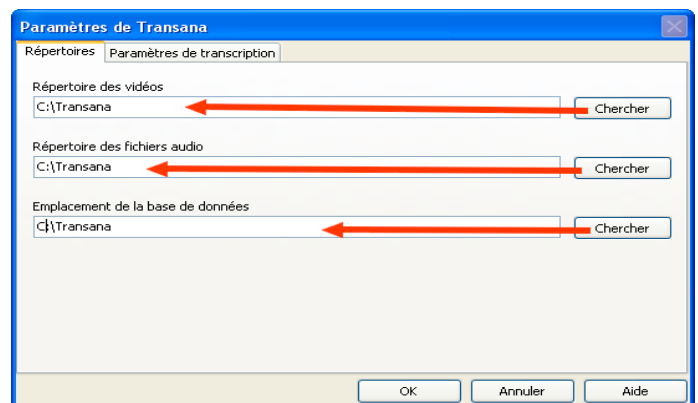 Paramètres de Transana
Répertoires Paramètres de transcription
Répertoire des vidéos
C:\Transana Chercher
Répertoire des fichiers audio
C:\Transana Chercher
Emplacement de la base de données
C:\Transana Chercher
OK Annuler Aide